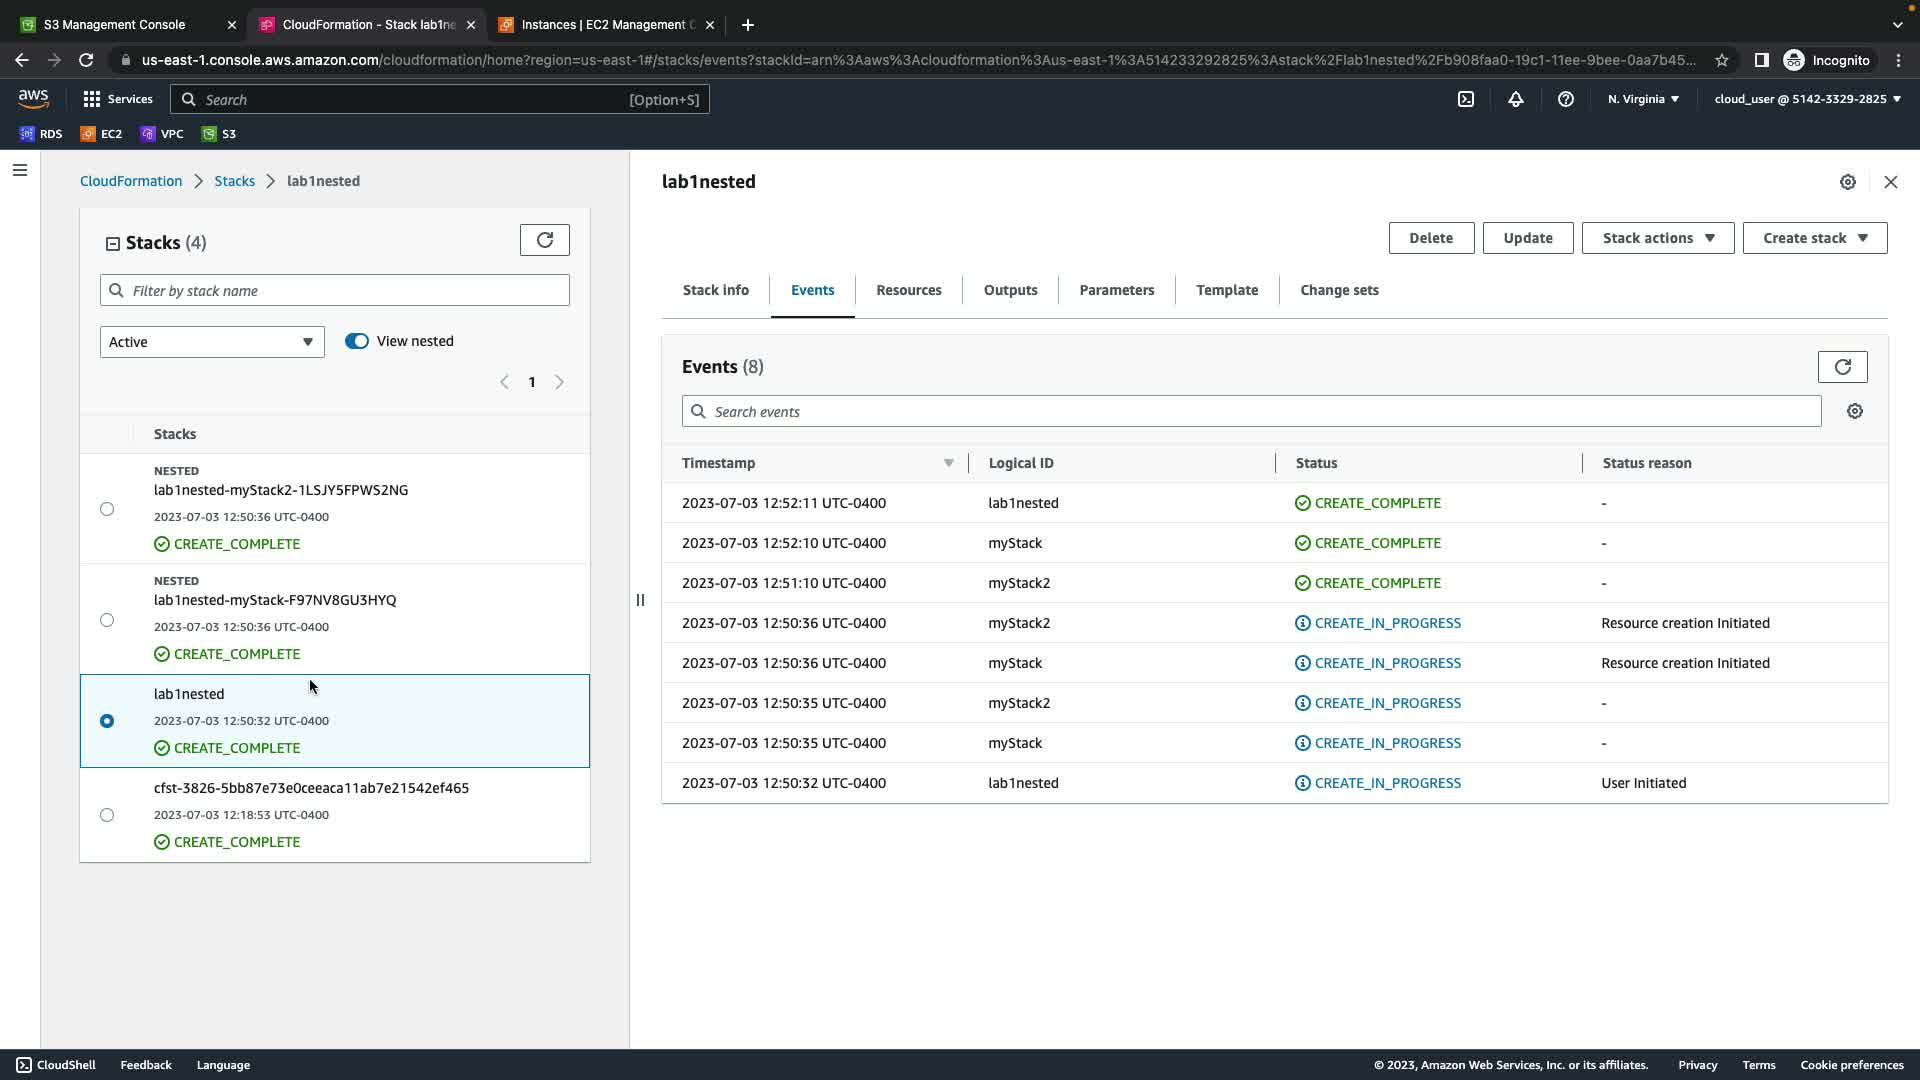 S3 Management Console
CloudFormation - Stack lab1ne
Instances | EC2 Management C
us-east-1.console.aws.amazon.com/cloudformation/home?region=us-east-1#/stacks/events?stackId=arn%3Aaws%3Acloudformation%3Aus-east-1%3A514233292825%3Astack%2Flab1nested%2Fb908faa0-19c1-11ee-9bee-0aa7b45...
Incognito
aws
Services
Search
[Option+S]
N. Virginia
cloud_user @ 5142-3329-2825
RDS
EC2
VPC
S3
CloudFormation
Stacks
lab1nested
Stacks (4)
Filter by stack name
Active
View nested
1
Stacks
NESTED
lab1nested-myStack2-1LSJY5FPWS2NG
2023-07-03 12:50:36 UTC-0400
CREATE_COMPLETE
NESTED
lab1nested-myStack-F97NV8GU3HYQ
2023-07-03 12:50:36 UTC-0400
CREATE_COMPLETE
lab1nested
2023-07-03 12:50:32 UTC-0400
CREATE_COMPLETE
cfst-3826-5bb87e73e0ceeaca11ab7e21542ef465
2023-07-03 12:18:53 UTC-0400
CREATE_COMPLETE
lab1nested
Delete
Update
Stack actions
Create stack
Stack info
Events
Resources
Outputs
Parameters
Template
Change sets
Events (8)
Search events
Timestamp Logical ID Status Status reason
2023-07-03 12:52:11 UTC-0400 lab1nested CREATE_COMPLETE -
2023-07-03 12:52:10 UTC-0400 myStack CREATE_COMPLETE -
2023-07-03 12:51:10 UTC-0400 myStack2 CREATE_COMPLETE -
2023-07-03 12:50:36 UTC-0400 myStack2 CREATE_IN_PROGRESS Resource creation Initiated
2023-07-03 12:50:36 UTC-0400 myStack CREATE_IN_PROGRESS Resource creation Initiated
2023-07-03 12:50:35 UTC-0400 myStack2 CREATE_IN_PROGRESS -
2023-07-03 12:50:35 UTC-0400 myStack CREATE_IN_PROGRESS -
2023-07-03 12:50:32 UTC-0400 lab1nested CREATE_IN_PROGRESS User Initiated
CloudShell
Feedback
Language
© 2023, Amazon Web Services, Inc. or its affiliates.
Privacy
Terms
Cookie preferences